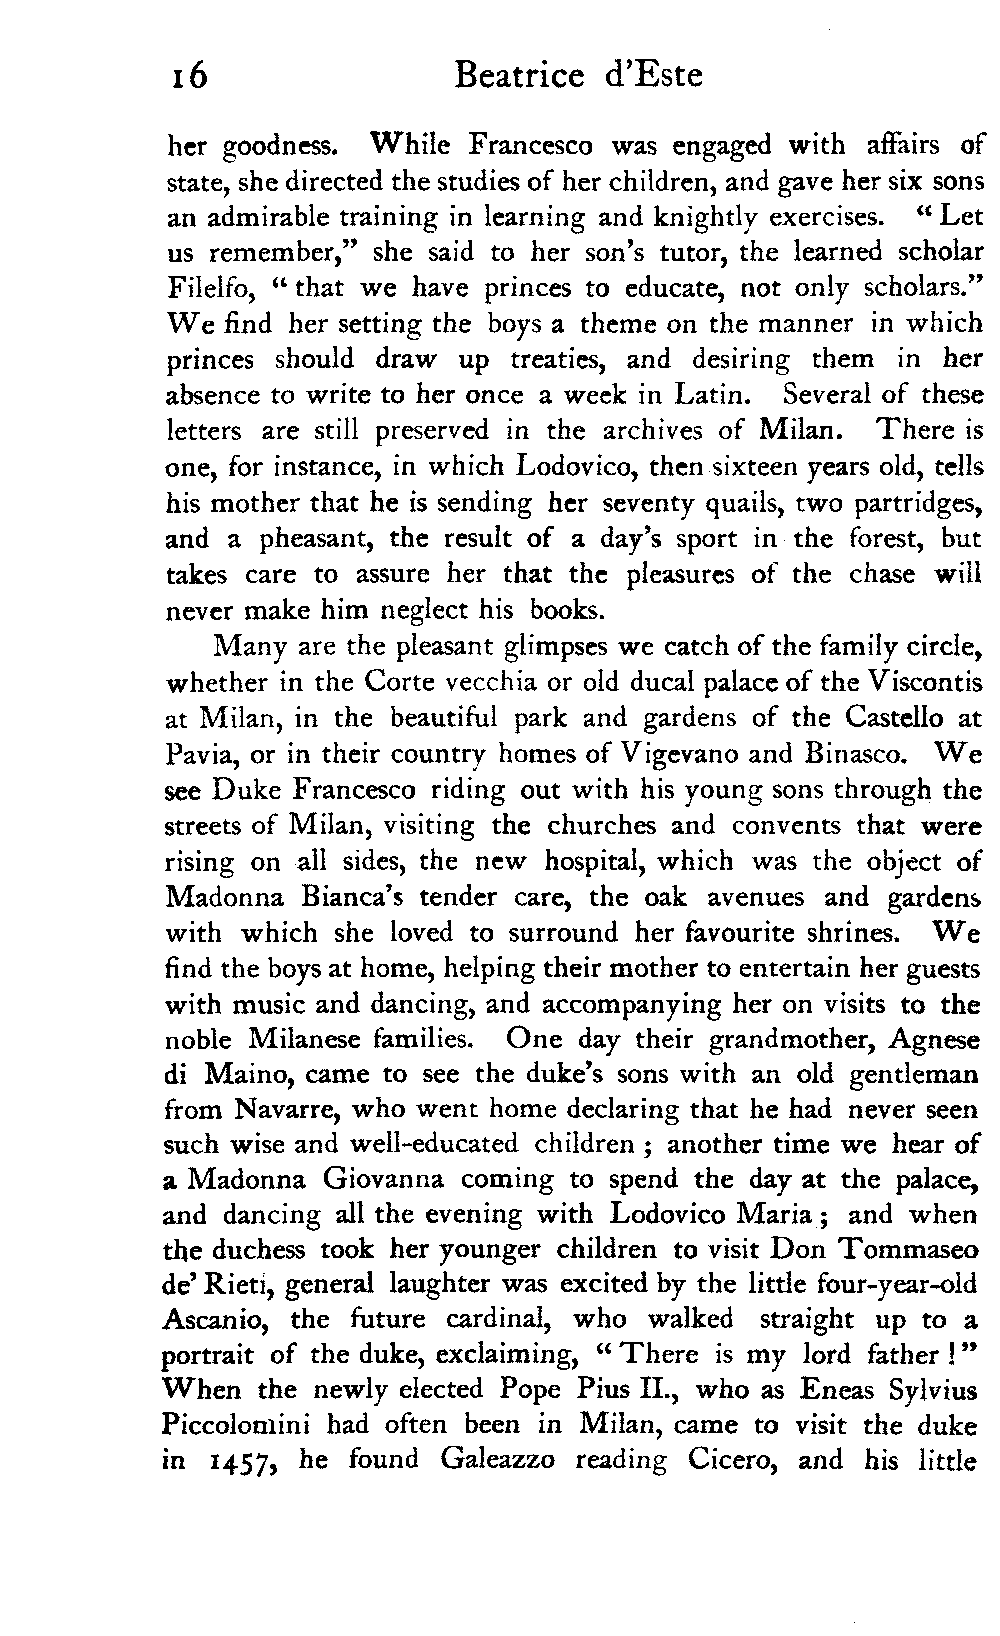 16 Beatrice d'Este
her goodness. While Francesco was engaged with affairs of
state, she directed the studies of her children, and gave her six sons
an admirable training in learning and knightly exercises. “ Let
us remember,” she said to her son's tutor, the learned scholar
Filelfo, “ that we have princes to educate, not only scholars.”
We find her setting the boys a theme on the manner in which
princes should draw up treaties, and desiring them in her
absence to write to her once a week in Latin. Several of these
letters are still preserved in the archives of Milan. There is
one, for instance, in which Lodovico, then sixteen years old, tells
his mother that he is sending her seventy quails, two partridges,
and a pheasant, the result of a day's sport in the forest, but
takes care to assure her that the pleasures of the chase will
never make him neglect his books.
Many are the pleasant glimpses we catch of the family circle,
whether in the Corte vecchia or old ducal palace of the Viscontis
at Milan, in the beautiful park and gardens of the Castello at
Pavia, or in their country homes of Vigevano and Binasco. We
see Duke Francesco riding out with his young sons through the
streets of Milan, visiting the churches and convents that were
rising on all sides, the new hospital, which was the object of
Madonna Bianca's tender care, the oak avenues and gardens
with which she loved to surround her favourite shrines. We
find the boys at home, helping their mother to entertain her guests
with music and dancing, and accompanying her on visits to the
noble Milanese families. One day their grandmother, Agnese
di Maino, came to see the duke's sons with an old gentleman
from Navarre, who went home declaring that he had never seen
such wise and well-educated children ; another time we hear of
a Madonna Giovanna coming to spend the day at the palace,
and dancing all the evening with Lodovico Maria ; and when
the duchess took her younger children to visit Don Tommaseo
de' Rieti, general laughter was excited by the little four-year-old
Ascanio, the future cardinal, who walked straight up to a
portrait of the duke, exclaiming, “ There is my lord father ! ”
When the newly elected Pope Pius II., who as Eneas Sylvius
Piccolomini had often been in Milan, came to visit the duke
in 1457, he found Galeazzo reading Cicero, and his little